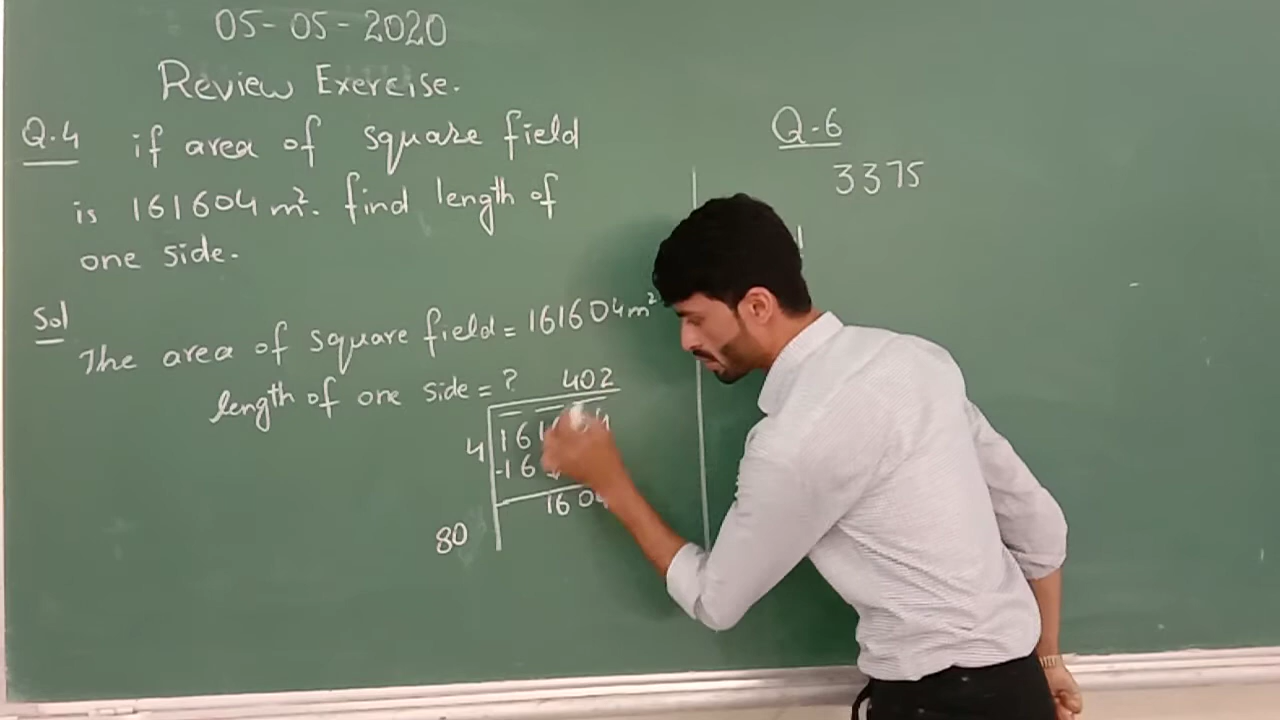 05-05-2020
Review Exercise.
Q.4 if area of square field
is 161604 m². find length of
one side.
Sol
The area of square field = 161604 m²
length of one side = ?
402
4
-16
1604
80
Q-6
3375